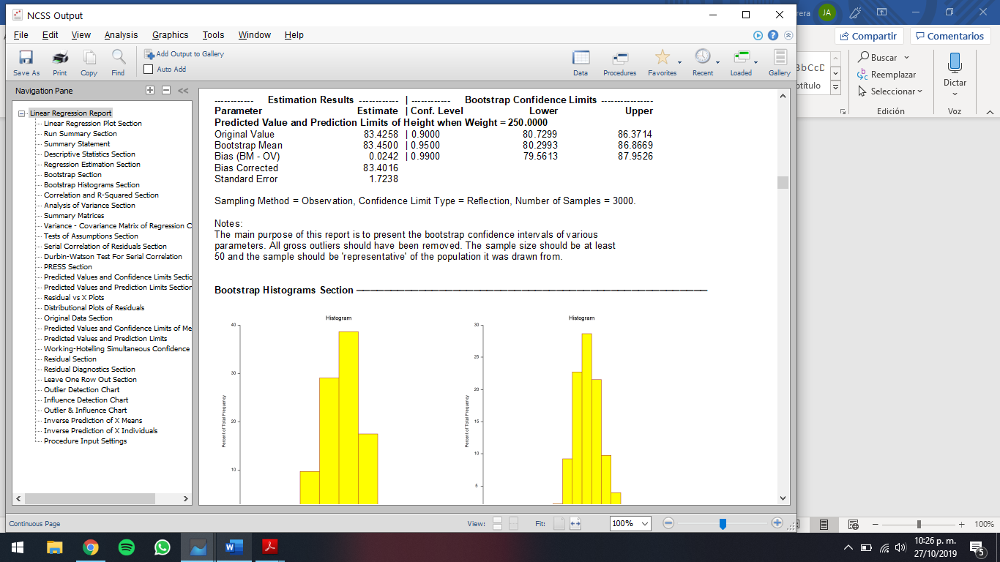 NCSS Output
rera
JA
File Edit View Analysis Graphics Tools Window Help
Compartir
Comentarios
Save As
Print
Copy
Find
Add Output to Gallery
Auto Add
Data
Procedures
Favorites
Recent
Loaded
Gallery
BbCcD
Buscar
Reemplazar
Seleccionar
Dictar
Edición
Voz
Navigation Pane
<<
Linear Regression Report
Linear Regression Plot Section
Run Summary Section
Summary Statement
Descriptive Statistics Section
Regression Estimation Section
Bootstrap Section
Bootstrap Histograms Section
Correlation and R-Squared Section
Analysis of Variance Section
Summary Matrices
Variance - Covariance Matrix of Regression C
Tests of Assumptions Section
Serial Correlation of Residuals Section
Durbin-Watson Test For Serial Correlation
PRESS Section
Predicted Values and Confidence Limits Sectic
Predicted Values and Prediction Limits Section
Residual vs X Plots
Distributional Plots of Residuals
Original Data Section
Predicted Values and Confidence Limits of Me
Predicted Values and Prediction Limits
Working-Hotelling Simultaneous Confidence
Residual Section
Residual Diagnostics Section
Leave One Row Out Section
Outlier Detection Chart
Influence Detection Chart
Outlier & Influence Chart
Inverse Prediction of X Means
Inverse Prediction of X Individuals
Procedure Input Settings
----------- Estimation Results ----------- | ----------- Bootstrap Confidence Limits ---------------
Parameter Estimate | Conf. Level Lower Upper
Predicted Value and Prediction Limits of Height when Weight = 250.0000
Original Value 83.4258 | 0.9000 80.7299 86.3714
Bootstrap Mean 83.4500 | 0.9500 80.2993 86.8669
Bias (BM - OV) 0.0242 | 0.9900 79.5613 87.9526
Bias Corrected 83.4016
Standard Error 1.7238
Sampling Method = Observation, Confidence Limit Type = Reflection, Number of Samples = 3000.
Notes:
The main purpose of this report is to present the bootstrap confidence intervals of various
parameters. All gross outliers should have been removed. The sample size should be at least
50 and the sample should be 'representative' of the population it was drawn from.
Bootstrap Histograms Section
Histogram
40
30
20
10
Percent of Total Frequency
Histogram
30
25
20
15
10
5
Percent of Total Frequency
Continuous Page
View:
Fit:
100%
100%
10:26 p. m.
27/10/2019
5